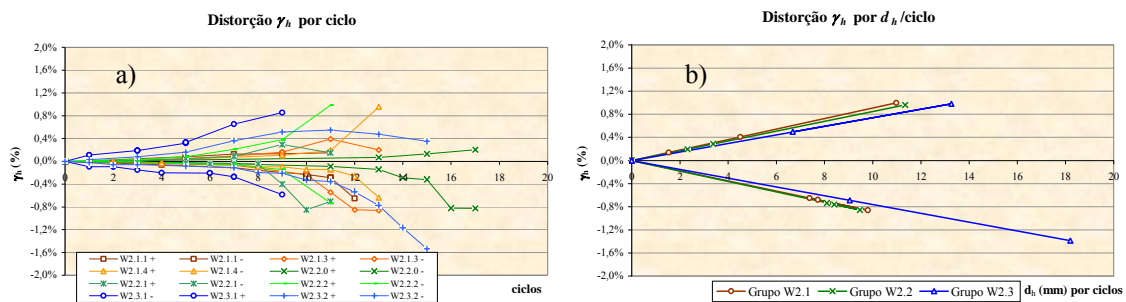 Distorção γh por ciclo
a)
2,0%
1,6%
1,2%
0,8%
0,4%
0,0%
-0,4%
-0,8%
-1,2%
-1,6%
-2,0%
γh (%)
0 2 4 6 8 10 12 14 16 18 20
ciclos
W2.1.1 + W2.1.1 - W2.1.3 + W2.1.3 -
W2.1.4 + W2.1.4 - W2.2.0 + W2.2.0 -
W2.2.1 + W2.2.1 - W2.2.2 + W2.2.2 -
W2.3.1 - W2.3.1 + W2.3.2 + W2.3.2 -
Distorção γh por dh/ciclo
b)
2,0%
1,6%
1,2%
0,8%
0,4%
0,0%
-0,4%
-0,8%
-1,2%
-1,6%
-2,0%
γh (%)
0 2 4 6 8 10 12 14 16 18 20
dh (mm) por ciclos
Grupo W2.1 Grupo W2.2 Grupo W2.3